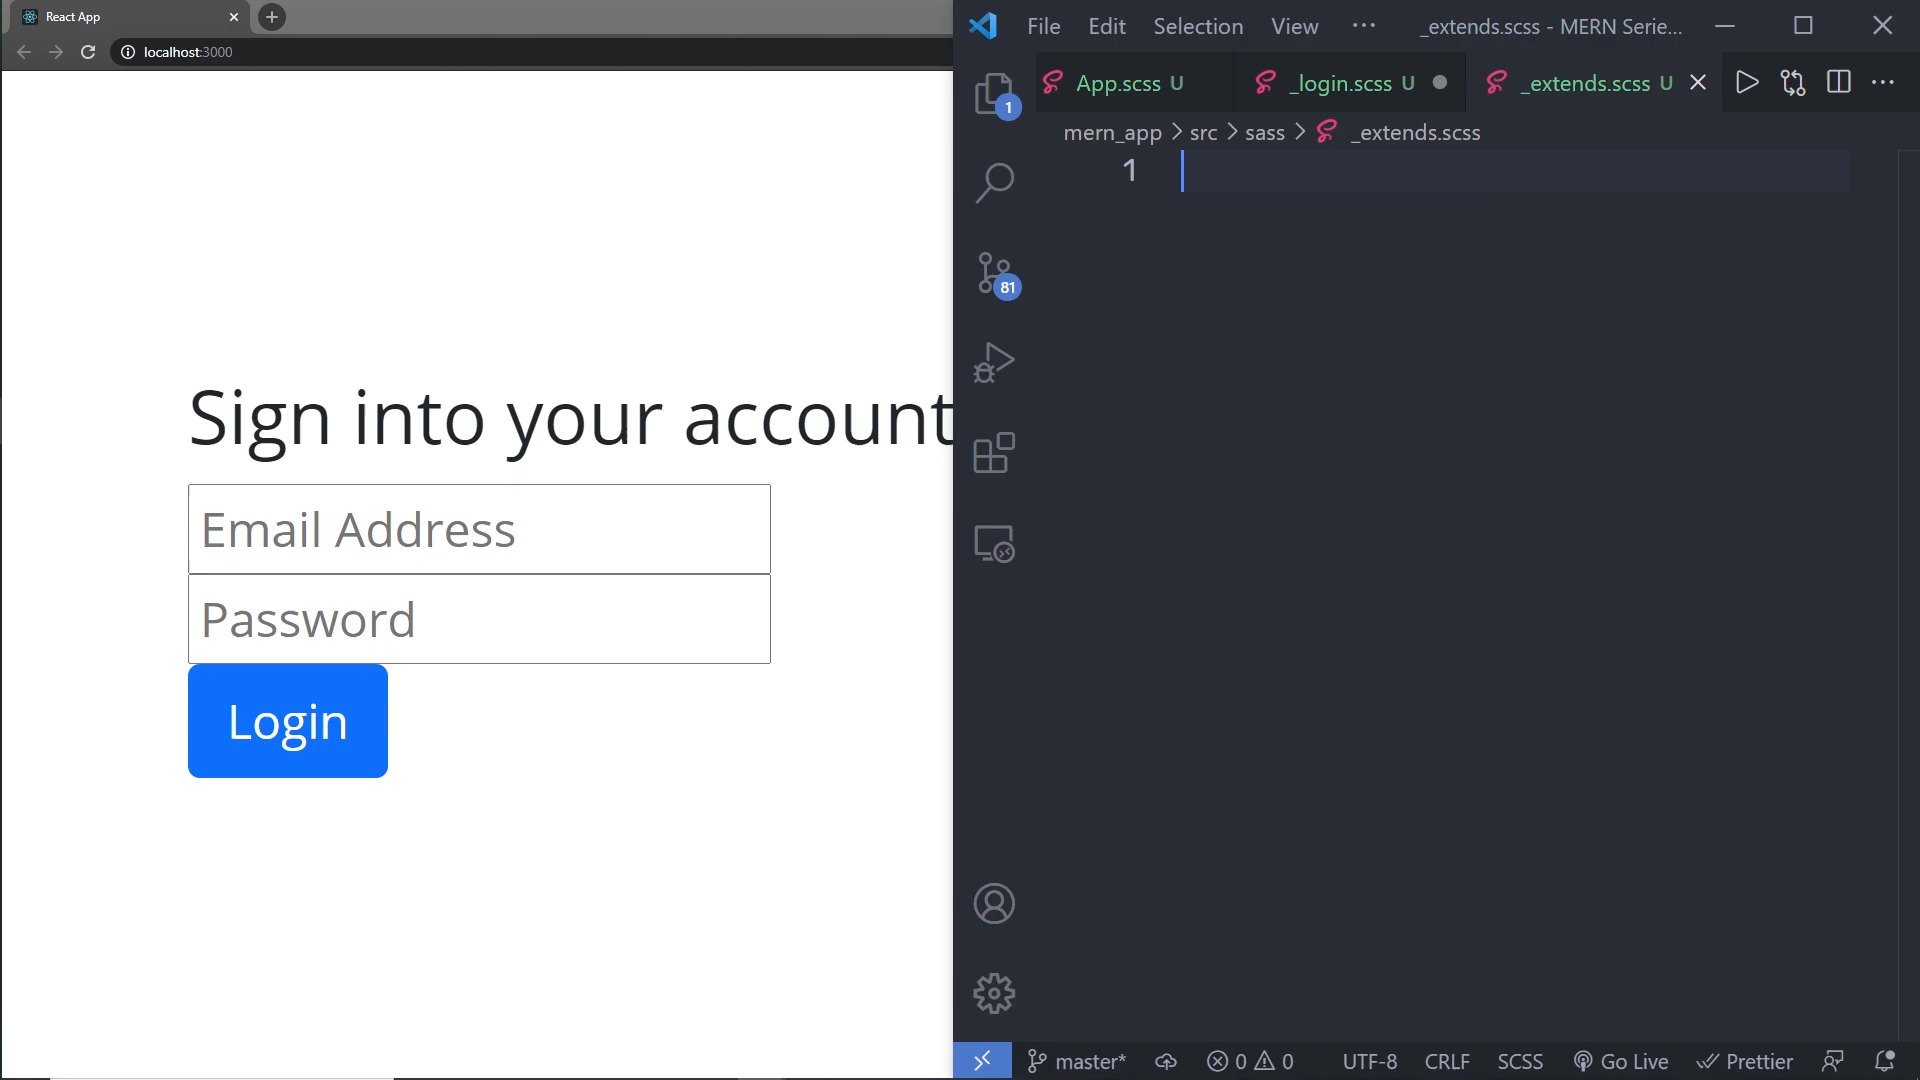 React App
localhost:3000
Sign into your account
Email Address
Password
Login
File Edit Selection View ··· _extends.scss - MERN Serie...
App.scss U _login.scss U _extends.scss U
mern_app > src > sass > _extends.scss
1
1
81
master* 0 0 UTF-8 CRLF SCSS Go Live Prettier